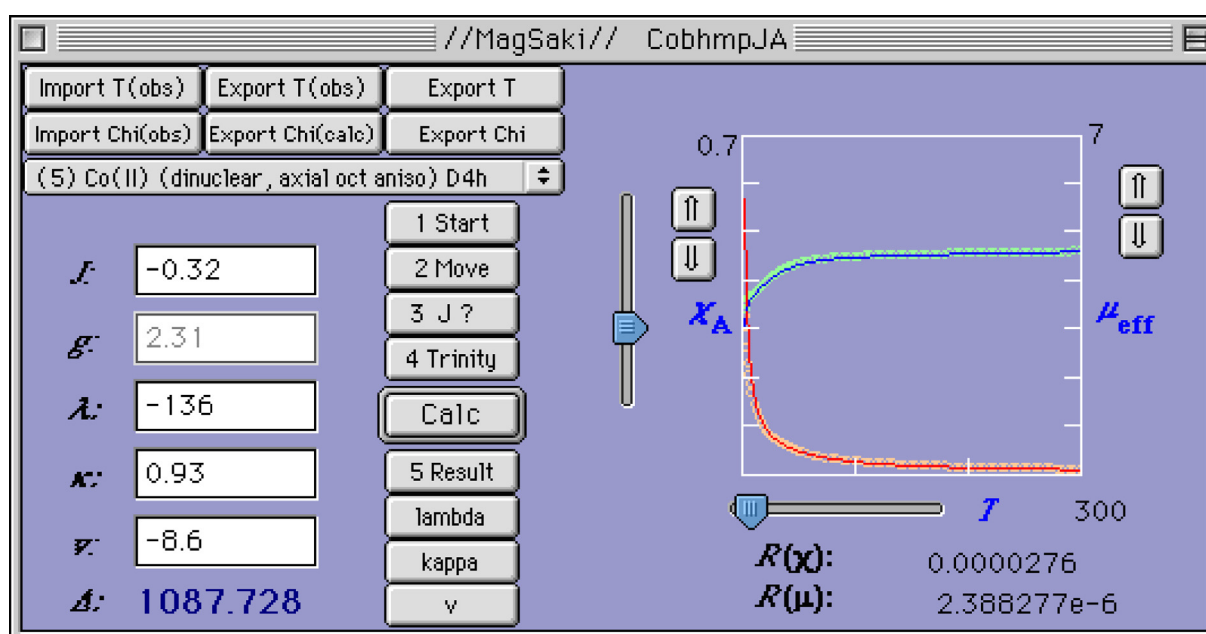 //MagSaki// CobhmpJA
Import T(obs) Export T(obs) Export T
Import Chi(obs) Export Chi(calc) Export Chi
(5) Co(II) (dinuclear, axial oct aniso) D4h
1 Start
J: -0.32
2 Move
g: 2.31
3 J ?
4 Trinity
λ: -136
Calc
κ: 0.93
5 Result
lambda
v: -8.6
kappa
Δ: 1087.728
v
0.7
7
⇑
⇓
⇑
⇓
χA
μeff
T 300
R(χ): 0.0000276
R(μ): 2.388277e-6